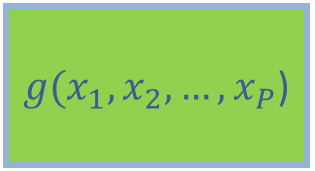 g(x₁, x₂, ..., x_P)